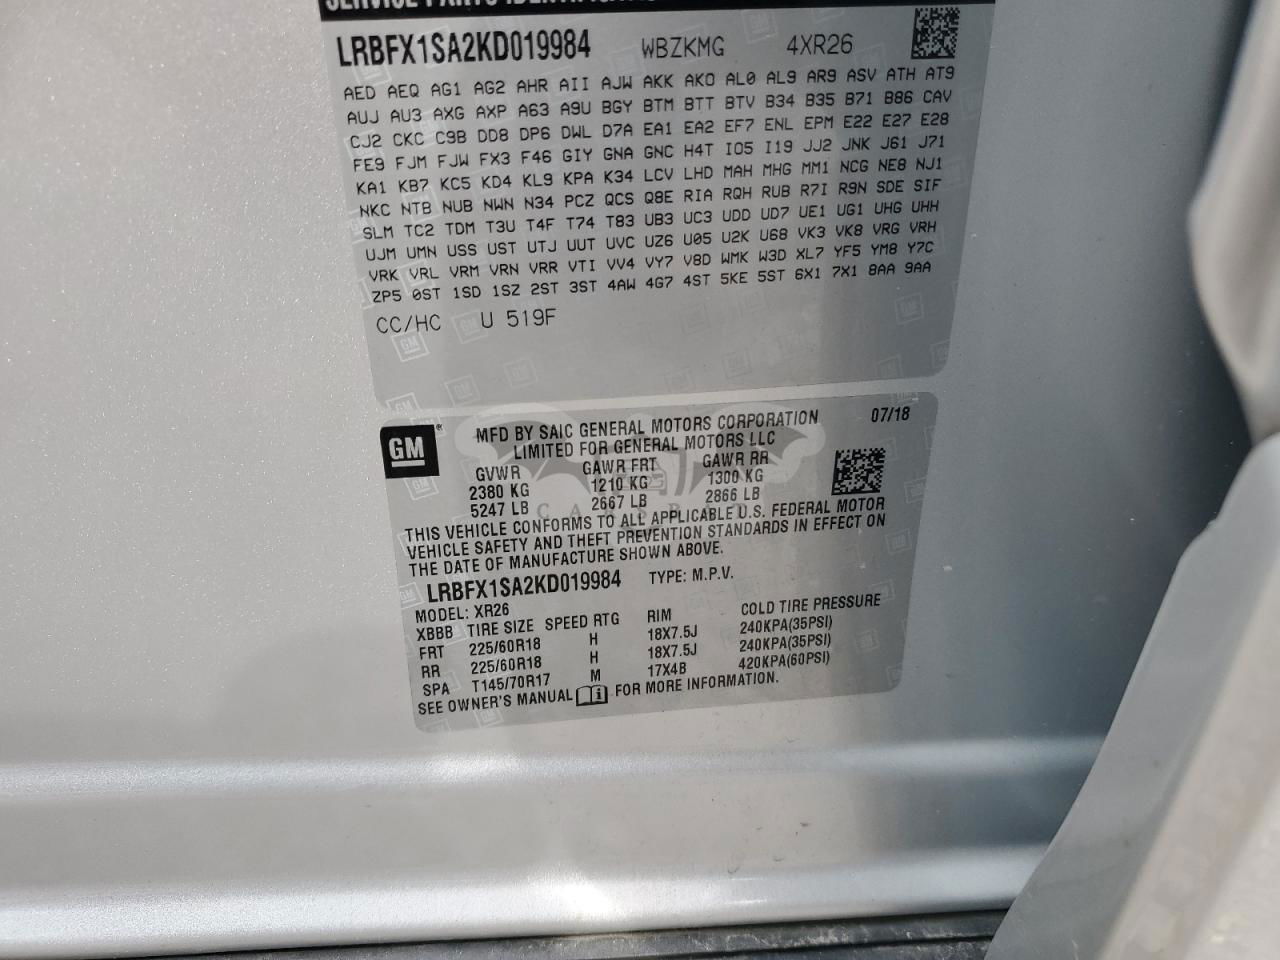 LRBFX1SA2KD019984 WBZKMG 4XR26
AED AEQ AG1 AG2 AHR AII AJW AKK AKO AL0 AL9 AR9 ASV ATH AT9
AUJ AU3 AXG AXP A63 A9U BGY BTM BTT BTV B34 B35 B71 B86 CAV
CJ2 CKC C9B DD8 DP6 DWL D7A EA1 EA2 EF7 ENL EPM E22 E27 E28
FE9 FJM FJW FX3 F46 GIY GNA GNC H4T IO5 I19 JJ2 JNK J61 J71
KA1 KB7 KC5 KD4 KL9 KPA K34 LCV LHD MAH MHG MM1 NCG NE8 NJ1
NKC NTB NUB NWN N34 PCZ QCS Q8E RIA RQH RUB R7I R9N SDE SIF
SLM TC2 TDM T3U T4F T74 T83 UB3 UC3 UDD UD7 UE1 UG1 UHG UHH
UJM UMN USS UST UTJ UUT UVC UZ6 U05 U2K U68 VK3 VK8 VRG VRH
VRK VRL VRM VRN VRR VTI VV4 VY7 V8D WMK W3D XL7 YF5 YM8 Y7C
ZP5 0ST 1SD 1SZ 2ST 3ST 4AW 4G7 4ST 5KE 5ST 6X1 7X1 8AA 9AA
CC/HC U 519F
GM
®
MFD BY SAIC GENERAL MOTORS CORPORATION 07/18
LIMITED FOR GENERAL MOTORS LLC
GVWR GAWR FRT GAWR RR
2380 KG 1210 KG 1300 KG
5247 LB 2667 LB 2866 LB
THIS VEHICLE CONFORMS TO ALL APPLICABLE U.S. FEDERAL MOTOR
VEHICLE SAFETY AND THEFT PREVENTION STANDARDS IN EFFECT ON
THE DATE OF MANUFACTURE SHOWN ABOVE.
LRBFX1SA2KD019984 TYPE: M.P.V.
MODEL: XR26
XBBB TIRE SIZE SPEED RTG RIM COLD TIRE PRESSURE
FRT 225/60R18 H 18X7.5J 240KPA(35PSI)
RR 225/60R18 H 18X7.5J 240KPA(35PSI)
SPA T145/70R17 M 17X4B 420KPA(60PSI)
SEE OWNER'S MANUAL i FOR MORE INFORMATION.